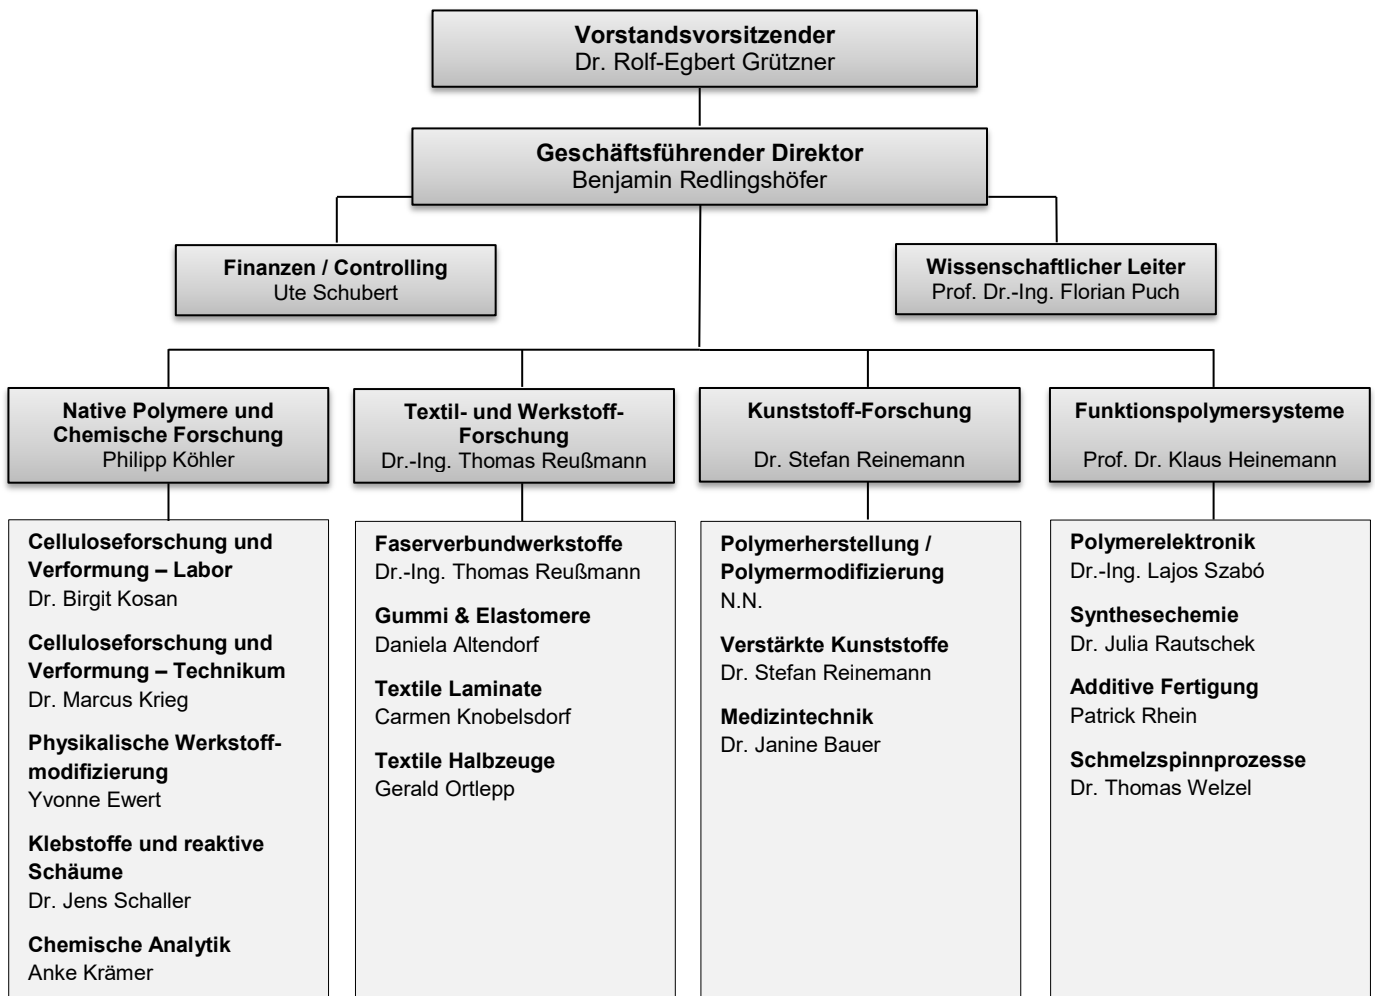 Vorstandsvorsitzender
Dr. Rolf-Egbert Grützner
Geschäftsführender Direktor
Benjamin Redlingshöfer
Finanzen / Controlling
Ute Schubert
Wissenschaftlicher Leiter
Prof. Dr.-Ing. Florian Puch
Native Polymere und
Chemische Forschung
Philipp Köhler
Textil- und Werkstoff-
Forschung
Dr.-Ing. Thomas Reußmann
Kunststoff-Forschung
Dr. Stefan Reinemann
Funktionspolymersysteme
Prof. Dr. Klaus Heinemann
Celluloseforschung und
Verformung – Labor
Dr. Birgit Kosan
Celluloseforschung und
Verformung – Technikum
Dr. Marcus Krieg
Physikalische Werkstoff-
modifizierung
Yvonne Ewert
Klebstoffe und reaktive
Schäume
Dr. Jens Schaller
Chemische Analytik
Anke Krämer
Faserverbundwerkstoffe
Dr.-Ing. Thomas Reußmann
Gummi & Elastomere
Daniela Altendorf
Textile Laminate
Carmen Knobelsdorf
Textile Halbzeuge
Gerald Ortlepp
Polymerherstellung /
Polymermodifizierung
N.N.
Verstärkte Kunststoffe
Dr. Stefan Reinemann
Medizintechnik
Dr. Janine Bauer
Polymerelektronik
Dr.-Ing. Lajos Szabó
Synthesechemie
Dr. Julia Rautschek
Additive Fertigung
Patrick Rhein
Schmelzspinnprozesse
Dr. Thomas Welzel